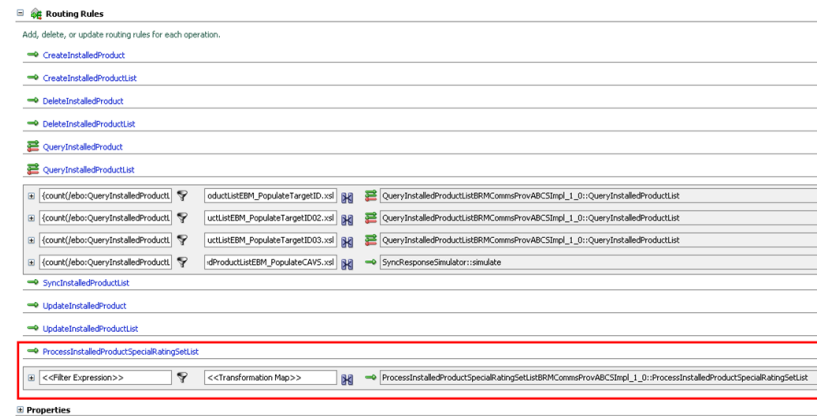 Routing Rules
Add, delete, or update routing rules for each operation.
CreateInstalledProduct
CreateInstalledProductList
DeleteInstalledProduct
DeleteInstalledProductList
QueryInstalledProduct
QueryInstalledProductList
{count(/ebo:QueryInstalledProductL oductListEBM_PopulateTargetID.xsl QueryInstalledProductListBRMCommsProvABCSImpl_1_0::QueryInstalledProductList
{count(/ebo:QueryInstalledProductL uctListEBM_PopulateTargetID02.xsl QueryInstalledProductListBRMCommsProvABCSImpl_1_0::QueryInstalledProductList
{count(/ebo:QueryInstalledProductL uctListEBM_PopulateTargetID03.xsl QueryInstalledProductListBRMCommsProvABCSImpl_1_0::QueryInstalledProductList
{count(/ebo:QueryInstalledProductL dProductListEBM_PopulateCAVS.xsl SyncResponseSimulator::simulate
SyncInstalledProductList
UpdateInstalledProduct
UpdateInstalledProductList
ProcessInstalledProductSpecialRatingSetList
<<Filter Expression>> <<Transformation Map>> ProcessInstalledProductSpecialRatingSetListBRMCommsProvABCSImpl_1_0::ProcessInstalledProductSpecialRatingSetList
Properties